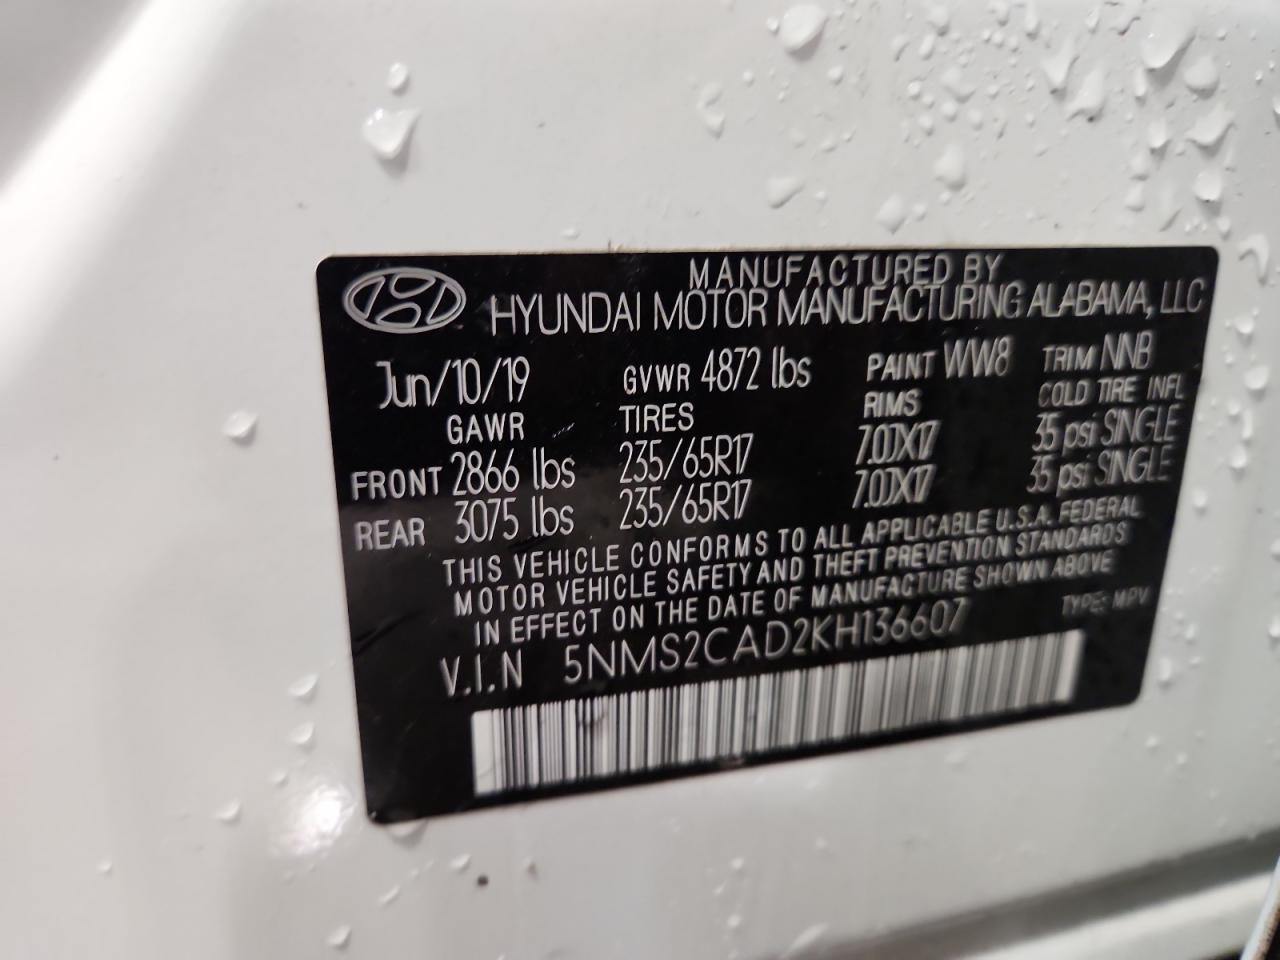 MANUFACTURED BY
HYUNDAI MOTOR MANUFACTURING ALABAMA, LLC
Jun/10/19 GVWR 4872 lbs PAINT WW8 TRIM NNB
GAWR TIRES RIMS COLD TIRE INFL
FRONT 2866 lbs 235/65R17 7.0JX17 35 psi SINGLE
REAR 3075 lbs 235/65R17 7.0JX17 35 psi SINGLE
THIS VEHICLE CONFORMS TO ALL APPLICABLE U.S.A. FEDERAL
MOTOR VEHICLE SAFETY AND THEFT PREVENTION STANDARDS
IN EFFECT ON THE DATE OF MANUFACTURE SHOWN ABOVE
V.I.N 5NMS2CAD2KH136607 TYPE: MPV